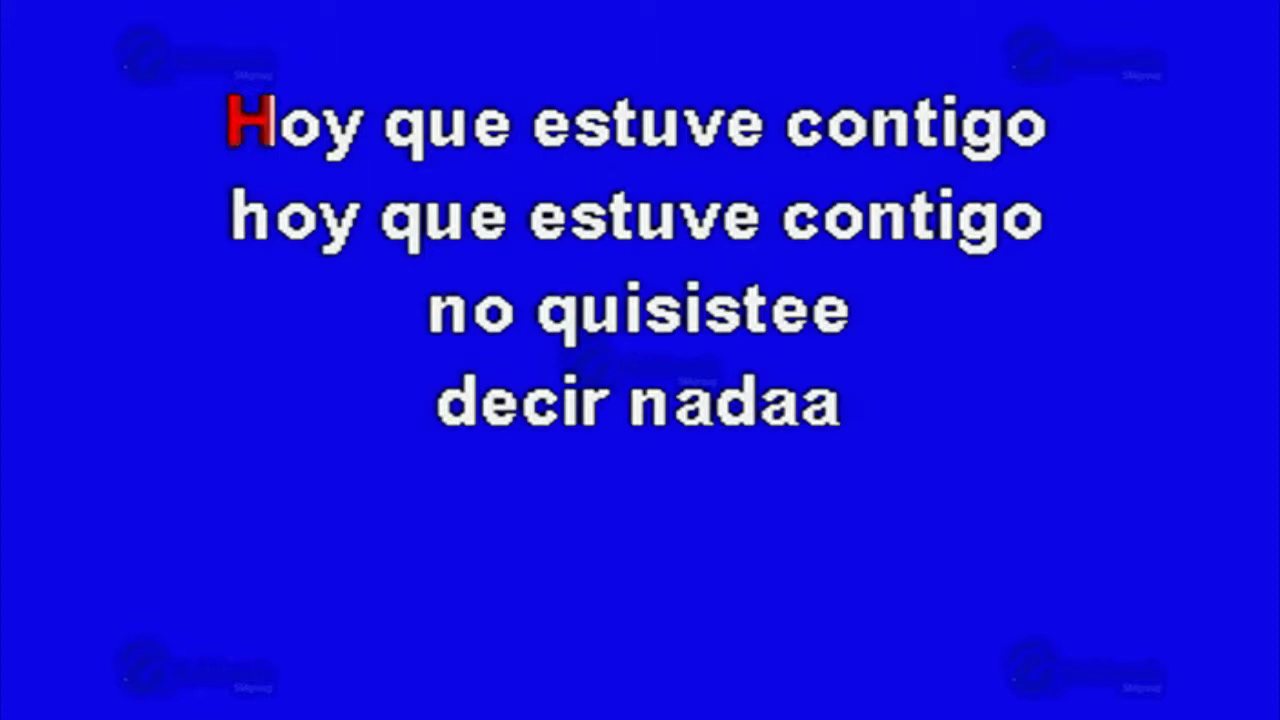 Hoy que estuve contigo
hoy que estuve contigo
no quisistee
decir nadaa